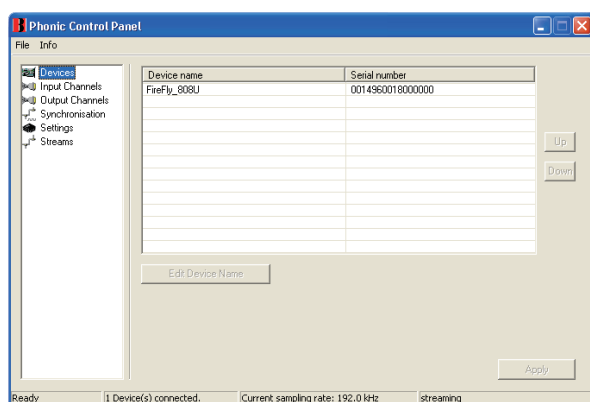 Phonic Control Panel
File Info
Devices
Input Channels
Output Channels
Synchronisation
Settings
Streams
Device name Serial number
FireFly_808U 0014960018000000
Up
Down
Edit Device Name
Apply
Ready 1 Device(s) connected. Current sampling rate: 192.0 kHz streaming